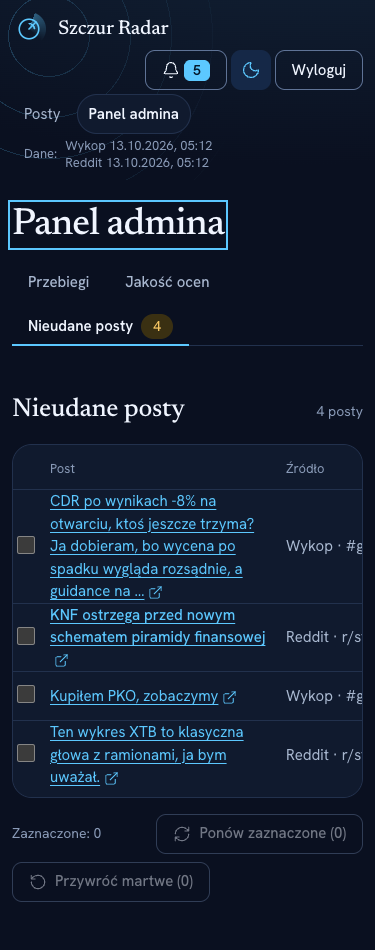 Szczur Radar
5
Wyloguj
Posty
Panel admina
Dane:
Wykop 13.10.2026, 05:12
Reddit 13.10.2026, 05:12
Panel admina
Przebiegi
Jakość ocen
Nieudane posty 4
Nieudane posty
4 posty
Post
Źródło
CDR po wynikach -8% na
otwarciu, ktoś jeszcze trzyma?
Ja dobieram, bo wycena po
spadku wygląda rozsądnie, a
guidance na ...
Wykop · #g
KNF ostrzega przed nowym
schematem piramidy finansowej
Reddit · r/s
Kupiłem PKO, zobaczymy
Wykop · #g
Ten wykres XTB to klasyczna
głowa z ramionami, ja bym
uważał.
Reddit · r/s
Zaznaczone: 0
Ponów zaznaczone (0)
Przywróć martwe (0)